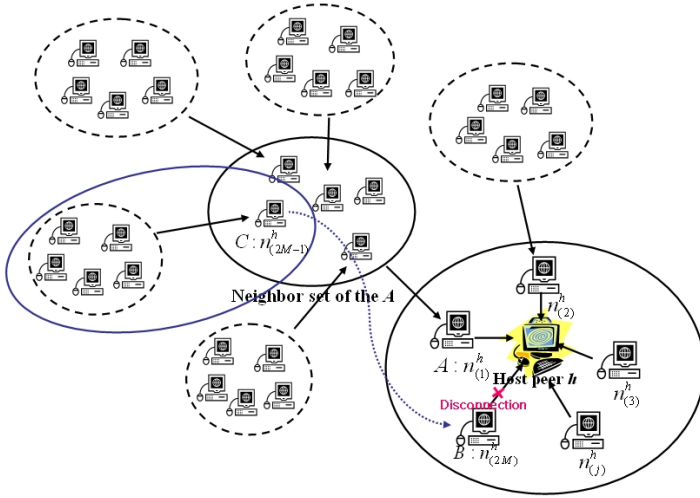 C : n^h_(2M-1)
Neighbor set of the A
n^h_(2)
A : n^h_(1)
Host peer h
n^h_(3)
Disconnection
B : n^h_(2M)
n^h_(j)